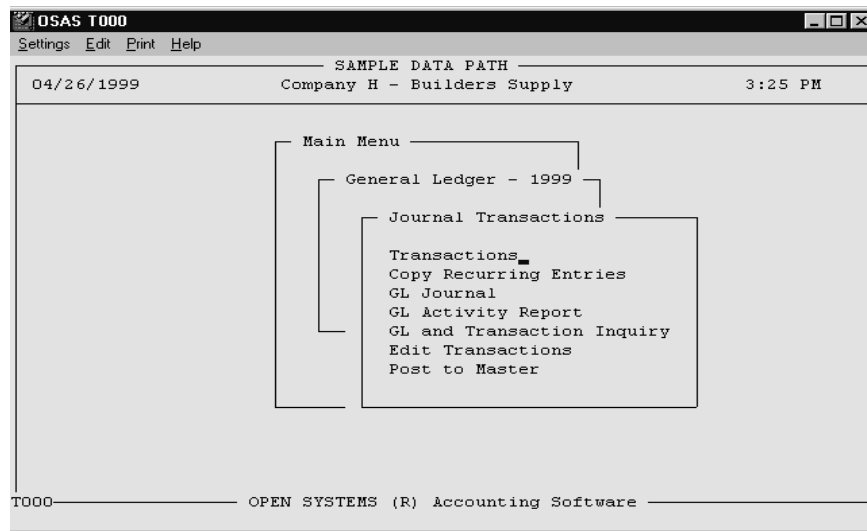 OSAS T000
Settings Edit Print Help
SAMPLE DATA PATH
04/26/1999 Company H - Builders Supply 3:25 PM
Main Menu
General Ledger - 1999
Journal Transactions
Transactions
Copy Recurring Entries
GL Journal
GL Activity Report
GL and Transaction Inquiry
Edit Transactions
Post to Master
T000 OPEN SYSTEMS (R) Accounting Software